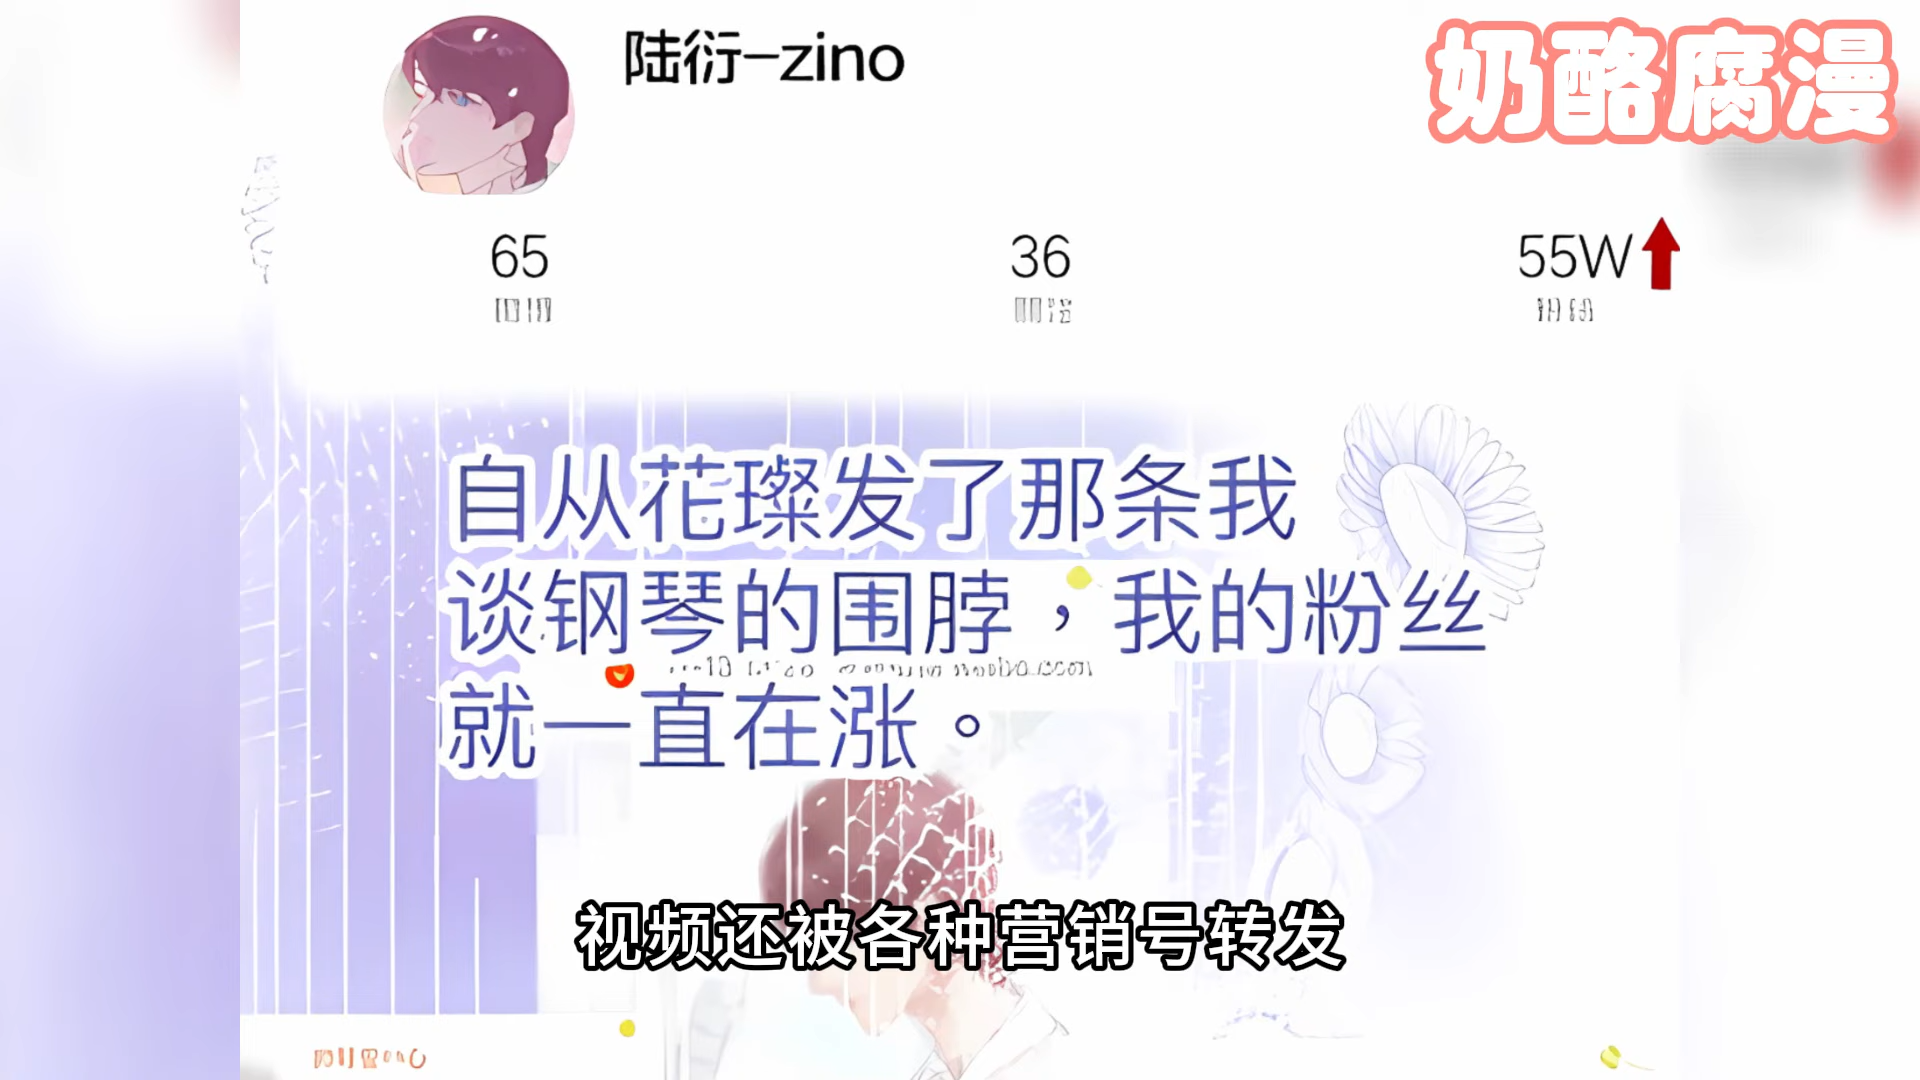 陆衍-zino
奶酪腐漫
65
36
55W
自从花璨发了那条我
谈钢琴的围脖，我的粉丝
就一直在涨。
视频还被各种营销号转发